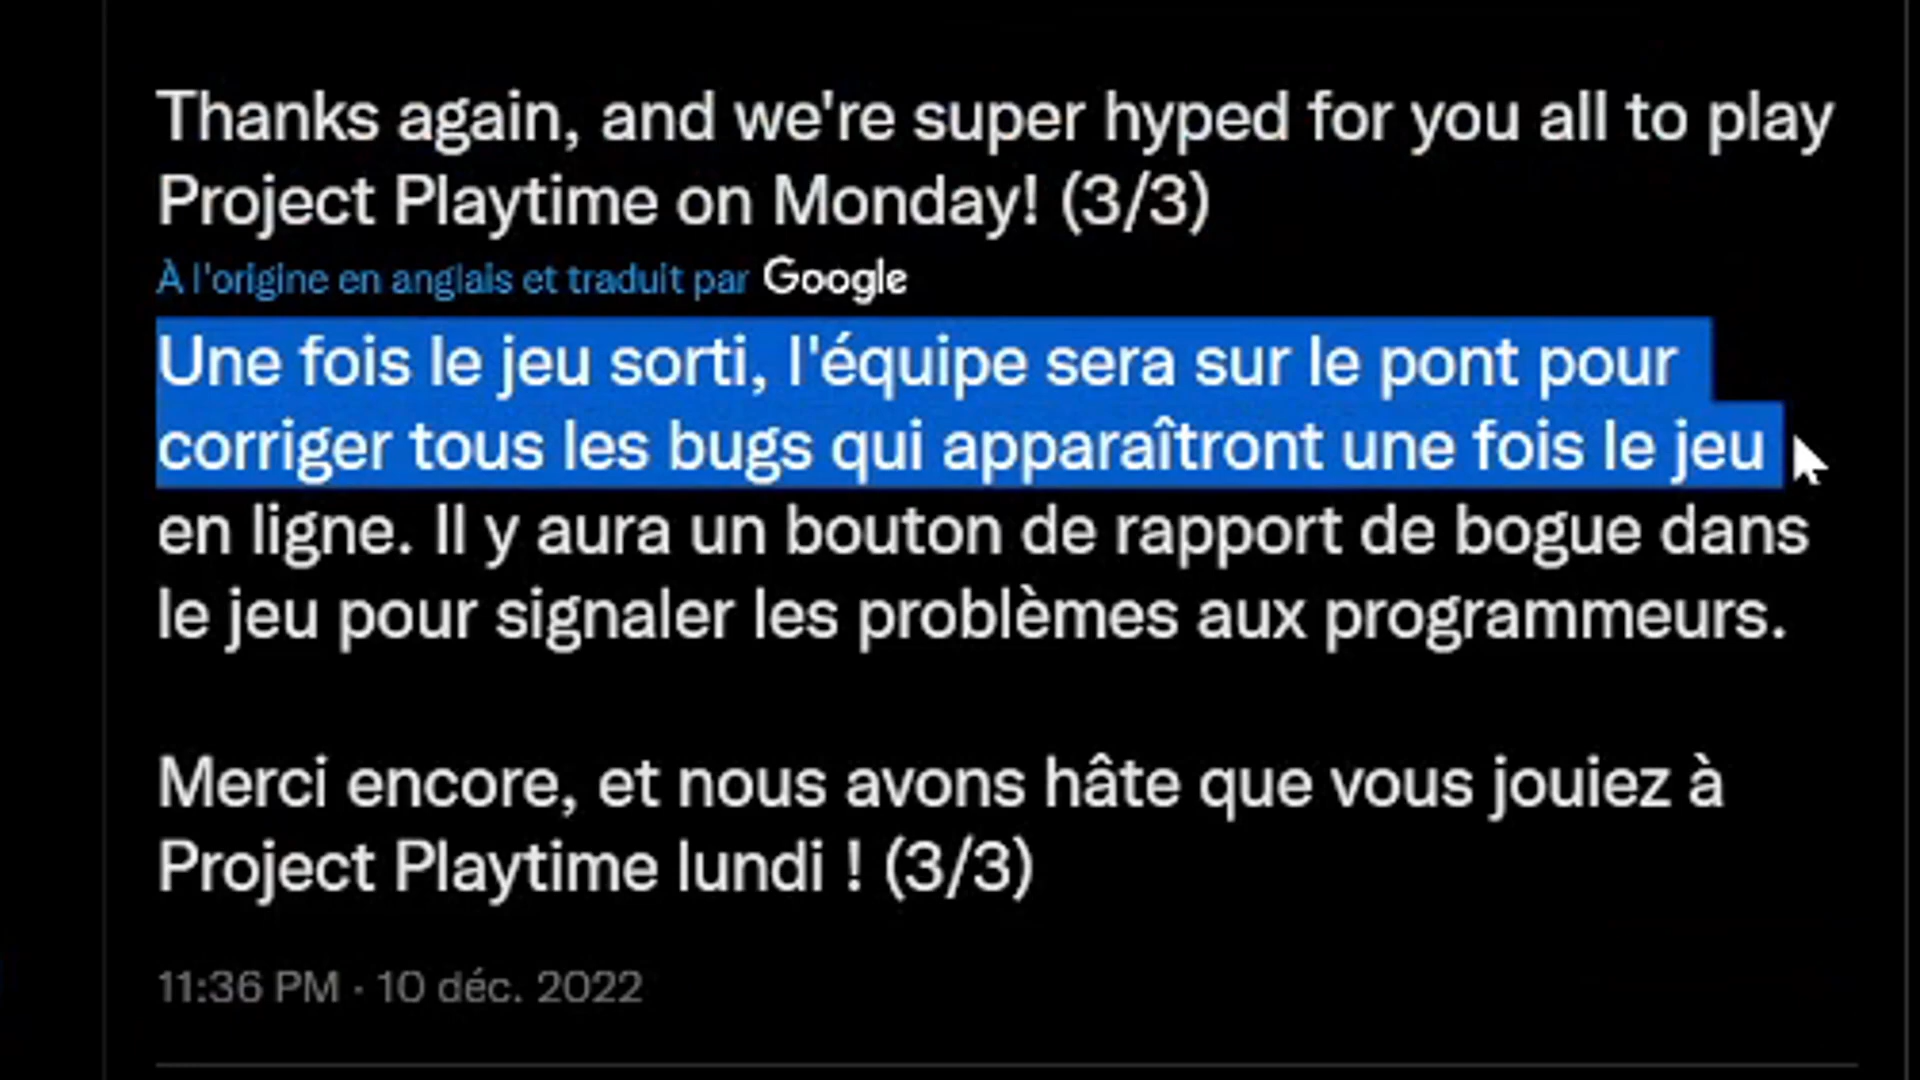 Thanks again, and we're super hyped for you all to play
Project Playtime on Monday! (3/3)
À l'origine en anglais et traduit par Google
Une fois le jeu sorti, l'équipe sera sur le pont pour
corriger tous les bugs qui apparaîtront une fois le jeu
en ligne. Il y aura un bouton de rapport de bogue dans
le jeu pour signaler les problèmes aux programmeurs.
Merci encore, et nous avons hâte que vous jouiez à
Project Playtime lundi ! (3/3)
11:36 PM · 10 déc. 2022